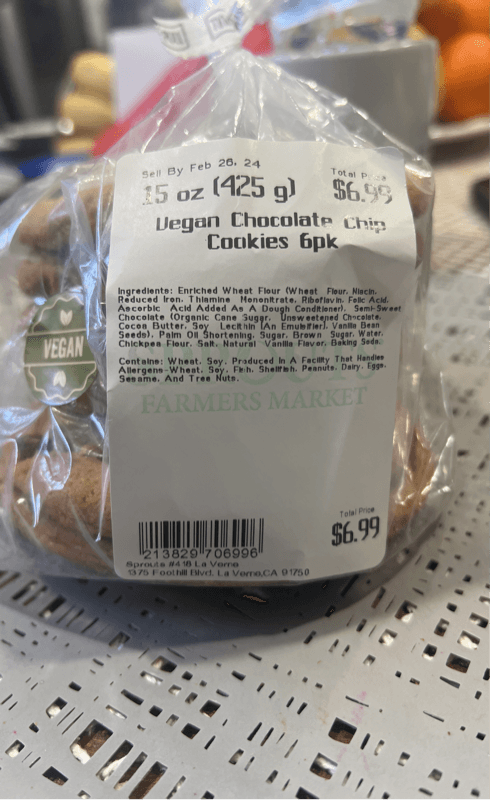 Sell By Feb 26, 24
Total Price
15 oz (425 g)
$6.99
Vegan Chocolate Chip
Cookies 6pk
Ingredients: Enriched Wheat Flour (Wheat Flour, Niacin,
Reduced Iron, Thiamine Mononitrate, Riboflavin, Folic Acid,
Ascorbic Acid Added As A Dough Conditioner), Semi-Sweet
Chocolate (Organic Cane Sugar, Unsweetened Chocolate,
Cocoa Butter, Soy Lecithin (An Emulsifier), Vanilla Bean
Seeds), Palm Oil Shortening, Sugar, Brown Sugar, Water,
Chickpea Flour, Salt, Natural Vanilla Flavor, Baking Soda.
Contains: Wheat, Soy. Produced In A Facility That Handles
Allergens-Wheat, Soy, Fish, Shellfish, Peanuts, Dairy, Eggs,
Sesame, And Tree Nuts.
VEGAN
FARMERS MARKET
Total Price
$6.99
213829 706996
Sprouts #418 La Verne
1375 Foothill Blvd. La Verne,CA 91750